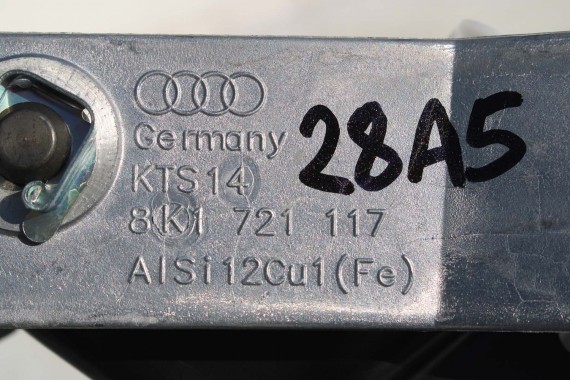 Germany
28A5
KTS14
8K1 721 117
AlSi12Cu1(Fe)